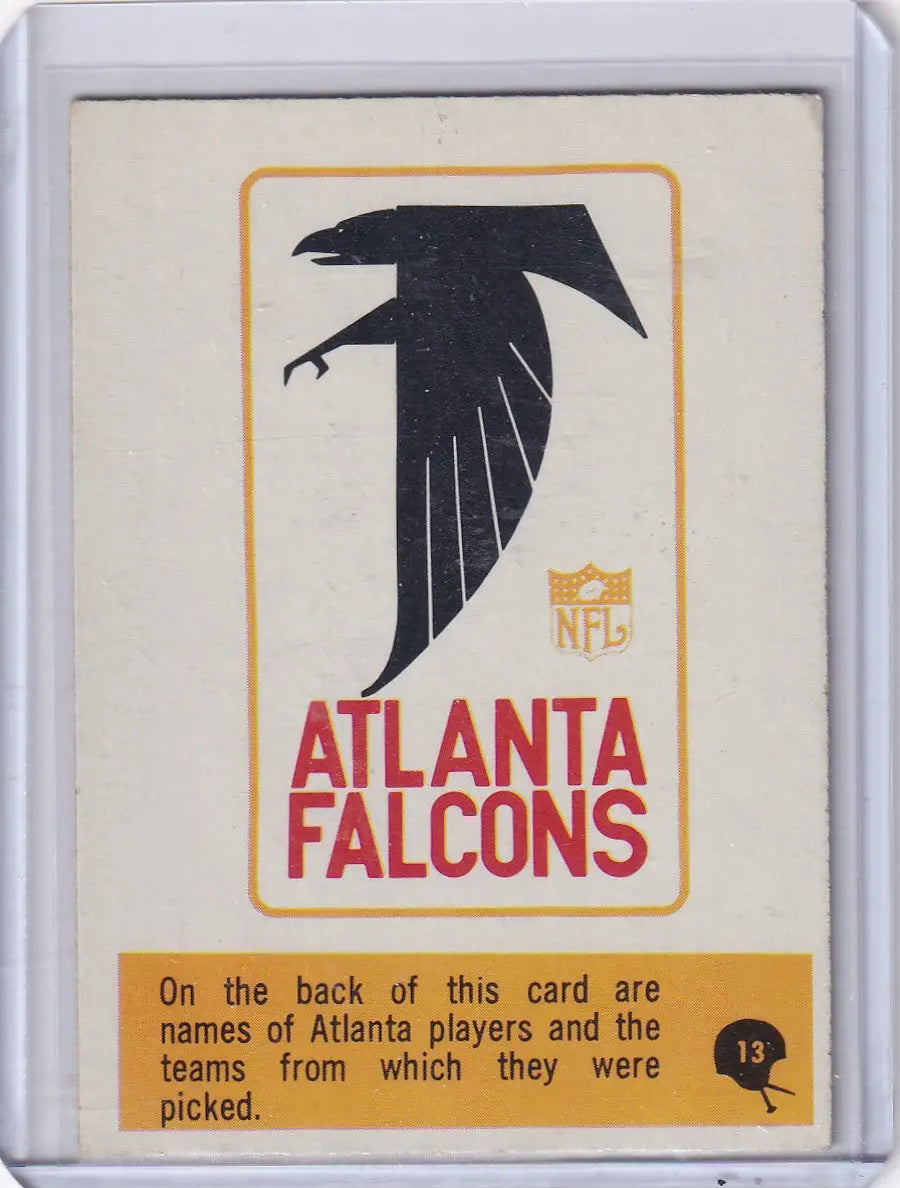 NFL
ATLANTA
FALCONS
On the back of this card are
names of Atlanta players and the
teams from which they were
picked.
13